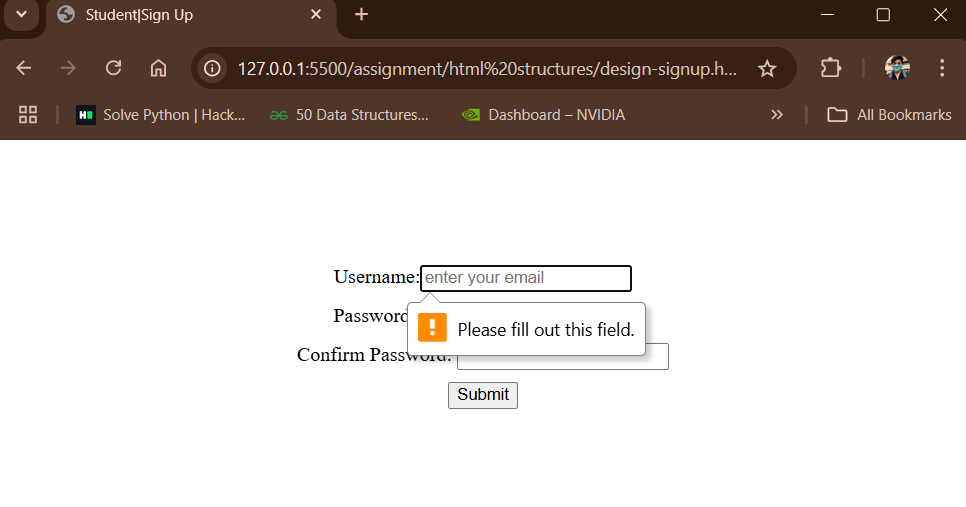 Student|Sign Up
127.0.0.1:5500/assignment/html%20structures/design-signup.h...
Solve Python | Hack... 50 Data Structures... Dashboard – NVIDIA All Bookmarks
Username: enter your email
Password
Please fill out this field.
Confirm Password:
Submit